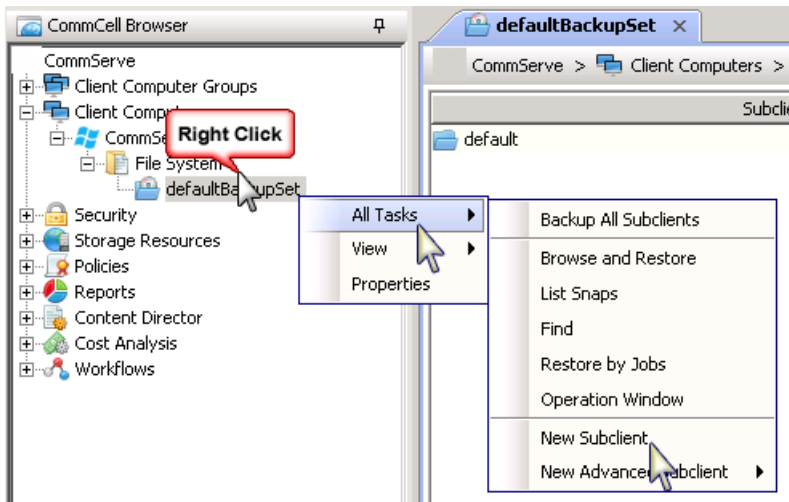 CommCell Browser
CommServe
Client Computer Groups
Client Comp
CommSe
File System
defaultBackupSet
Security
Storage Resources
Policies
Reports
Content Director
Cost Analysis
Workflows
Right Click
defaultBackupSet
CommServe > Client Computers >
Subclie
default
All Tasks
View
Properties
Backup All Subclients
Browse and Restore
List Snaps
Find
Restore by Jobs
Operation Window
New Subclient
New Advanced Subclient